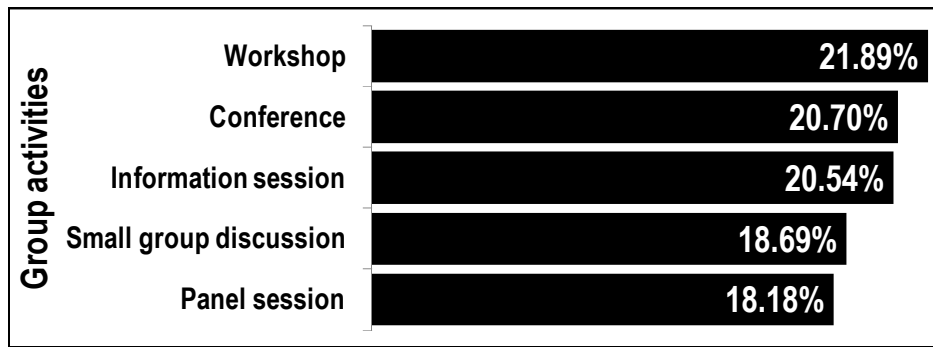 Group activities
Workshop
21.89%
Conference
20.70%
Information session
20.54%
Small group discussion
18.69%
Panel session
18.18%